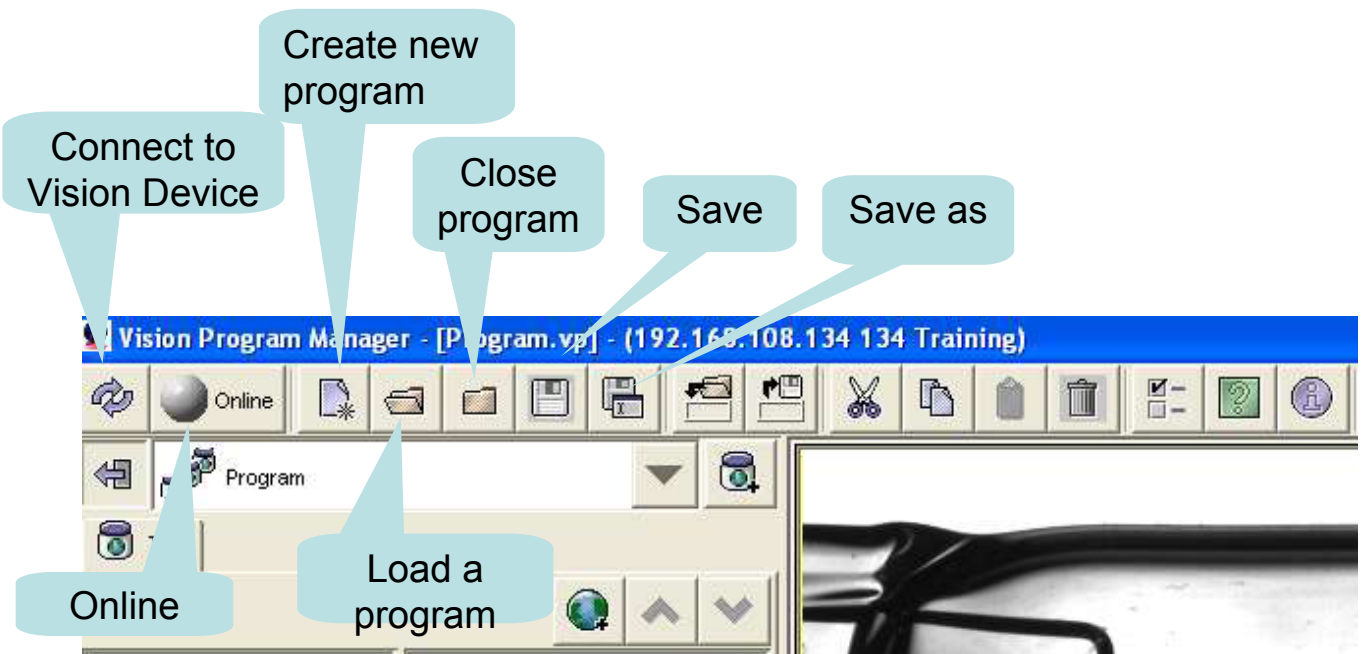 Create new
program
Connect to
Vision Device
Close
program
Save
Save as
Vision Program Manager - [Program.vp] - (192.168.108.134 134 Training)
Online
Program
Online
Load a
program